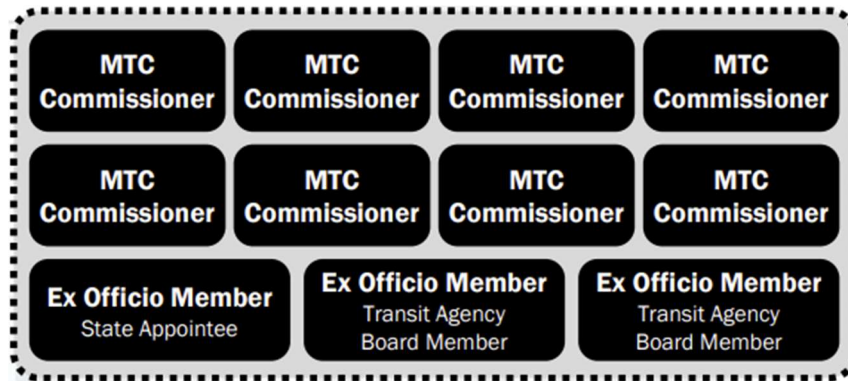 MTC
Commissioner
MTC
Commissioner
MTC
Commissioner
MTC
Commissioner
MTC
Commissioner
MTC
Commissioner
MTC
Commissioner
MTC
Commissioner
Ex Officio Member
State Appointee
Ex Officio Member
Transit Agency
Board Member
Ex Officio Member
Transit Agency
Board Member